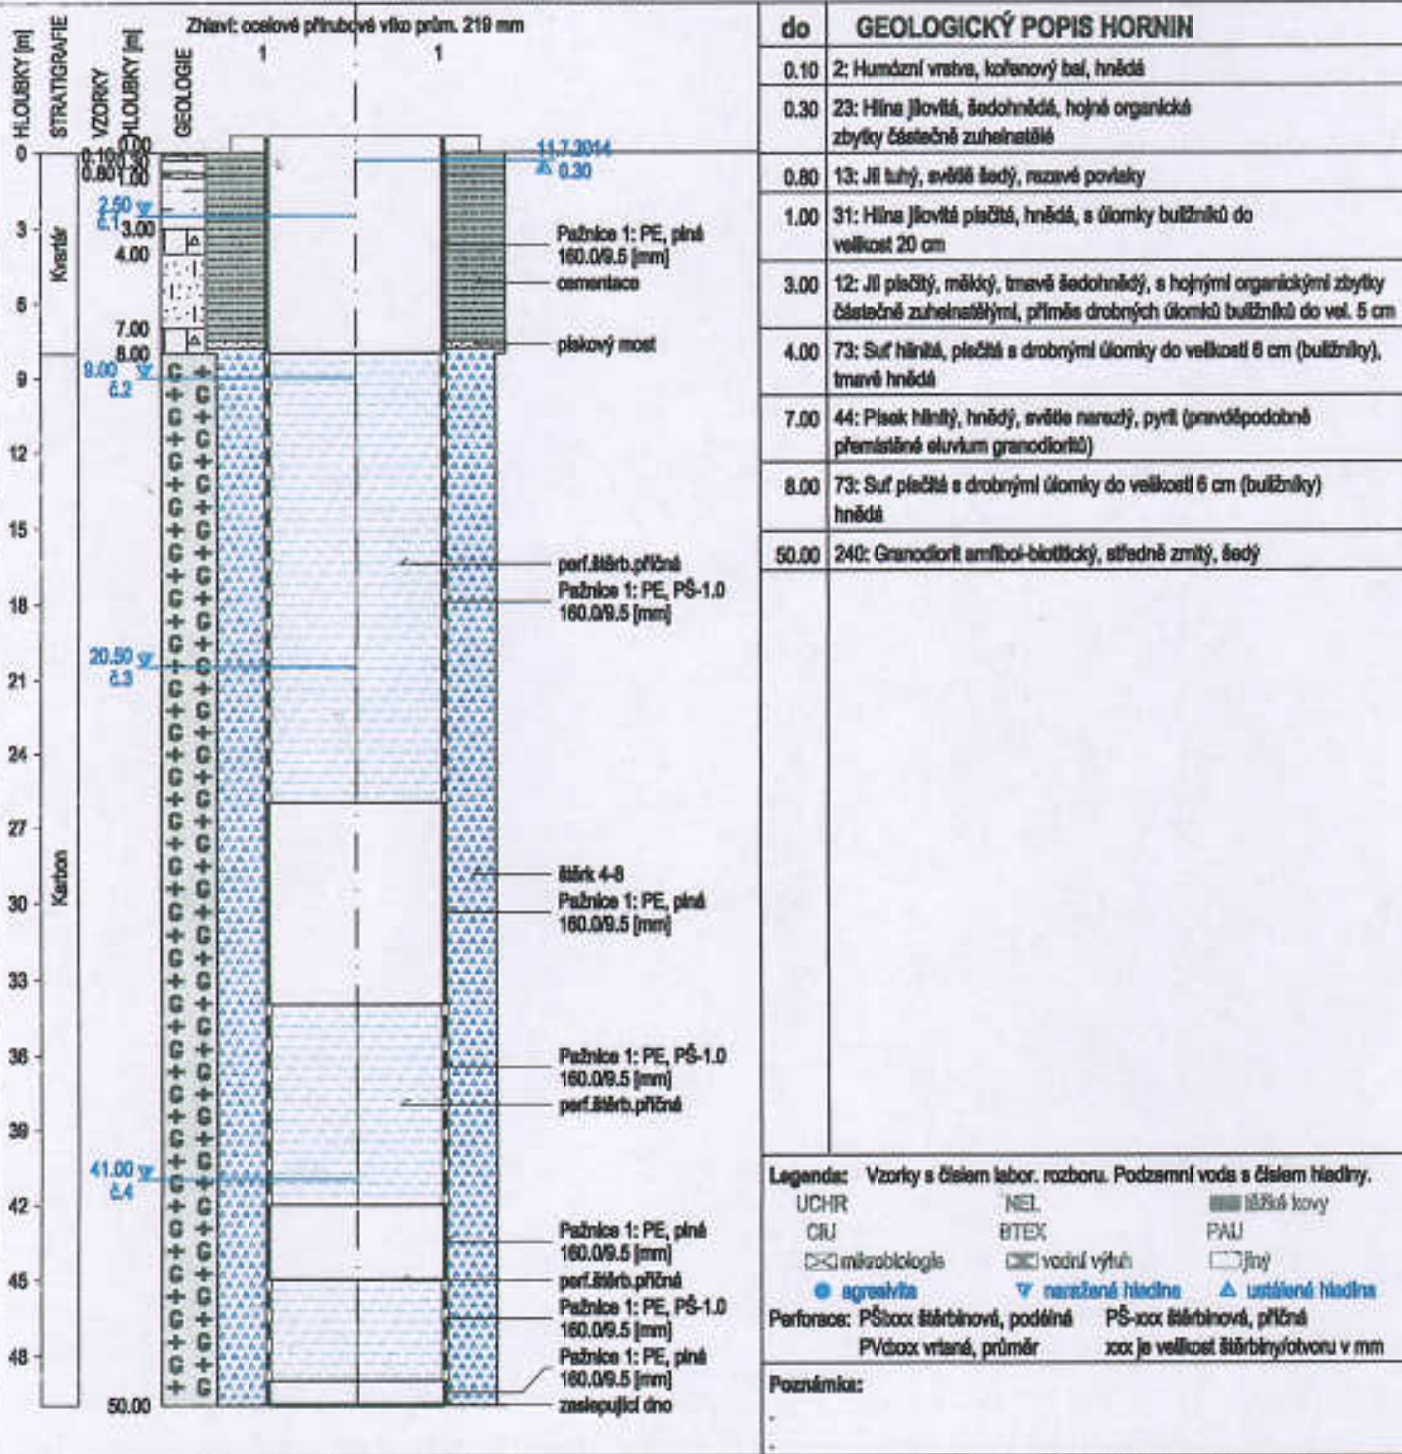 Zhlaví: ocelové přírubové víko prům. 219 mm
1 1
HLOUBKY [m]
STRATIGRAFIE
VZORKY
HLOUBKY [m]
GEOLOGIE
0
3
6
9
12
15
18
21
24
27
30
33
36
39
42
45
48
Kvartér
Karbon
0.00
0.10
0.30
0.80
1.00
2.50
č.1
3.00
4.00
7.00
8.00
9.00
č.2
20.50
č.3
41.00
č.4
50.00
11.7.2014
0.30
Pažnice 1: PE, plná
160.0/9.5 [mm]
cementace
pískový most
perf.štěrb.příčná
Pažnice 1: PE, PŠ-1.0
160.0/9.5 [mm]
štěrk 4-8
Pažnice 1: PE, plná
160.0/9.5 [mm]
Pažnice 1: PE, PŠ-1.0
160.0/9.5 [mm]
perf.štěrb.příčná
Pažnice 1: PE, plná
160.0/9.5 [mm]
perf.štěrb.příčná
Pažnice 1: PE, PŠ-1.0
160.0/9.5 [mm]
Pažnice 1: PE, plná
160.0/9.5 [mm]
zaslepující dno
do GEOLOGICKÝ POPIS HORNIN
0.10 2: Humózní vrstva, kořenový bal, hnědá
0.30 23: Hlína jílovitá, šedohnědá, hojné organické
zbytky částečně zuhelnatělé
0.80 13: Jíl tuhý, světlě šedý, rezavé povlaky
1.00 31: Hlína jílovitá písčitá, hnědá, s úlomky buližníků do
velikost 20 cm
3.00 12: Jíl písčitý, měkký, tmavě šedohnědý, s hojnými organickými zbytky
částečně zuhelnatělými, příměs drobných úlomků buližníků do vel. 5 cm
4.00 73: Suť hlinitá, písčitá s drobnými úlomky do velikosti 6 cm (buližníky),
tmavě hnědá
7.00 44: Písek hlinitý, hnědý, světle narezlý, pyrit (pravděpodobně
přemístěné eluvium granodioritů)
8.00 73: Suť písčitá s drobnými úlomky do velikosti 6 cm (buližníky)
hnědá
50.00 240: Granodiorit amfibol-biotitický, středně zrnitý, šedý
Legenda: Vzorky s číslem labor. rozboru. Podzemní voda s číslem hladiny.
UCHR NEL těžké kovy
ClU BTEX PAU
mikrobiologie vodní výluh jiný
agresivita naražená hladina ustálená hladina
Perforace: PŠlxxx štěrbinová, podélná PŠ-xxx štěrbinová, příčná
PVdxxx vrtaná, průměr xxx je velikost štěrbiny/otvoru v mm
Poznámka:
.
.